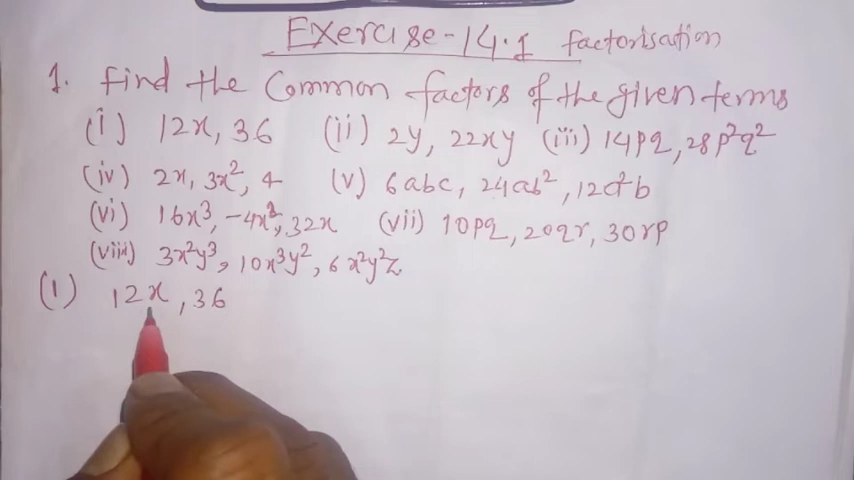 Exercise-14.1 factorisation
1. Find the Common factors of the given terms
(i) 12x, 36 (ii) 2y, 22xy (iii) 14pq, 28p²q²
(iv) 2x, 3x², 4 (v) 6abc, 24ab², 12a²b
(vi) 16x³, -4x², 32x (vii) 10pq, 20qr, 30rp
(viii) 3x²y³, 10x³y², 6x²y²z
(1) 12x, 36